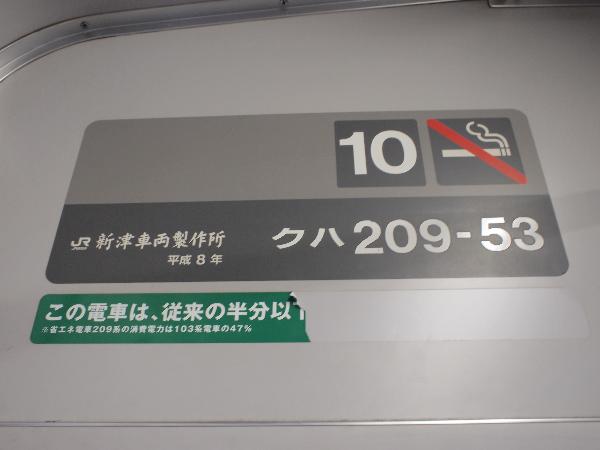 10
JR 新津車両製作所 クハ 209-53
平成8年
この電車は、従来の半分以
※省エネ電車209系の消費電力は103系電車の47%